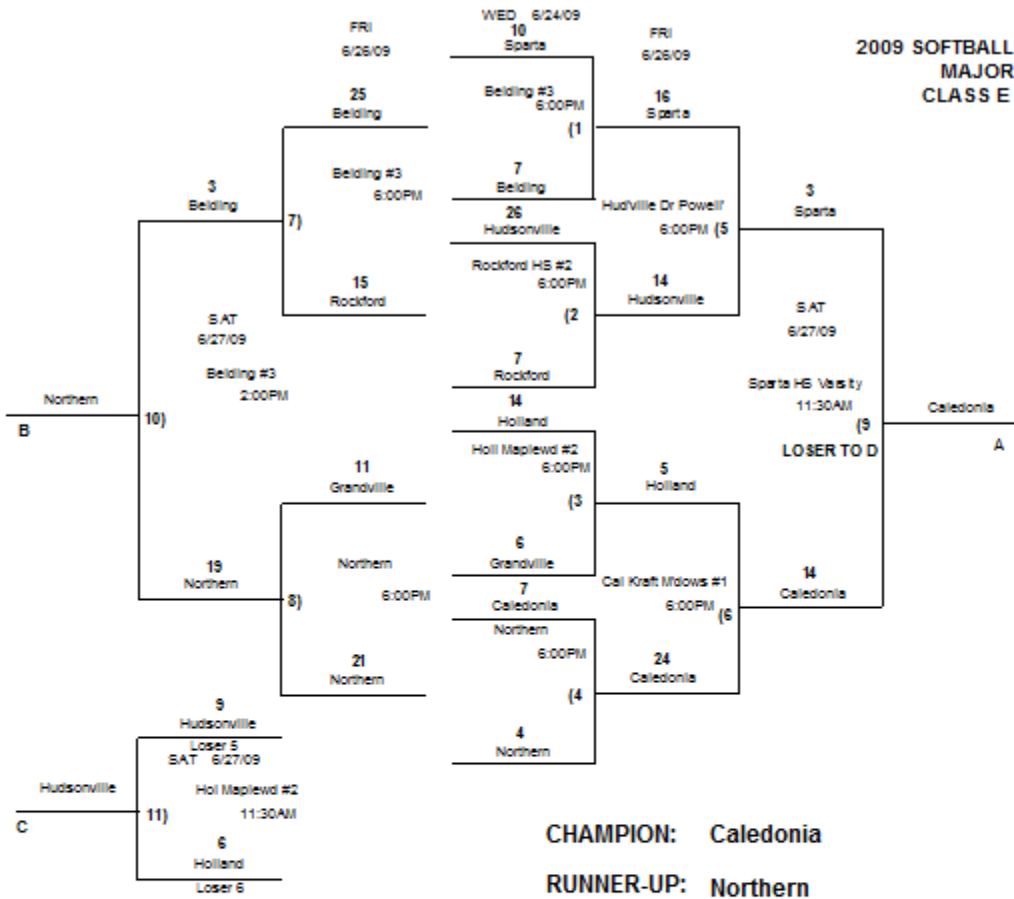 WED 6/24/09
FRI
6/26/09
10
Sparta
FRI
6/26/09
2009 SOFTBALL
MAJOR
CLASS E
25
Belding
Belding #3
6:00PM
(1
16
Sparta
3
Belding
Belding #3
6:00PM
7)
7
Belding
26
Hudsonville
Hud'ville Dr Powell'
6:00PM (5
3
Sparta
15
Rockford
Rockford HS #2
6:00PM
(2
14
Hudsonville
SAT
6/27/09
Belding #3
2:00PM
7
Rockford
SAT
6/27/09
Northern
B
10)
14
Holland
Sparta HS Varsity
11:30AM
(9
LOSER TO D
Caledonia
A
11
Grandville
Holl Maplewd #2
6:00PM
(3
5
Holland
19
Northern
Northern
6:00PM
8)
6
Grandville
7
Caledonia
Cal Kraft M'dows #1
6:00PM (6
14
Caledonia
21
Northern
Northern
6:00PM
(4
24
Caledonia
4
Northern
9
Hudsonville
Loser 5
SAT 6/27/09
Hudsonville
C
Hol Maplewd #2
11:30AM
11)
6
Holland
Loser 6
CHAMPION: Caledonia
RUNNER-UP: Northern